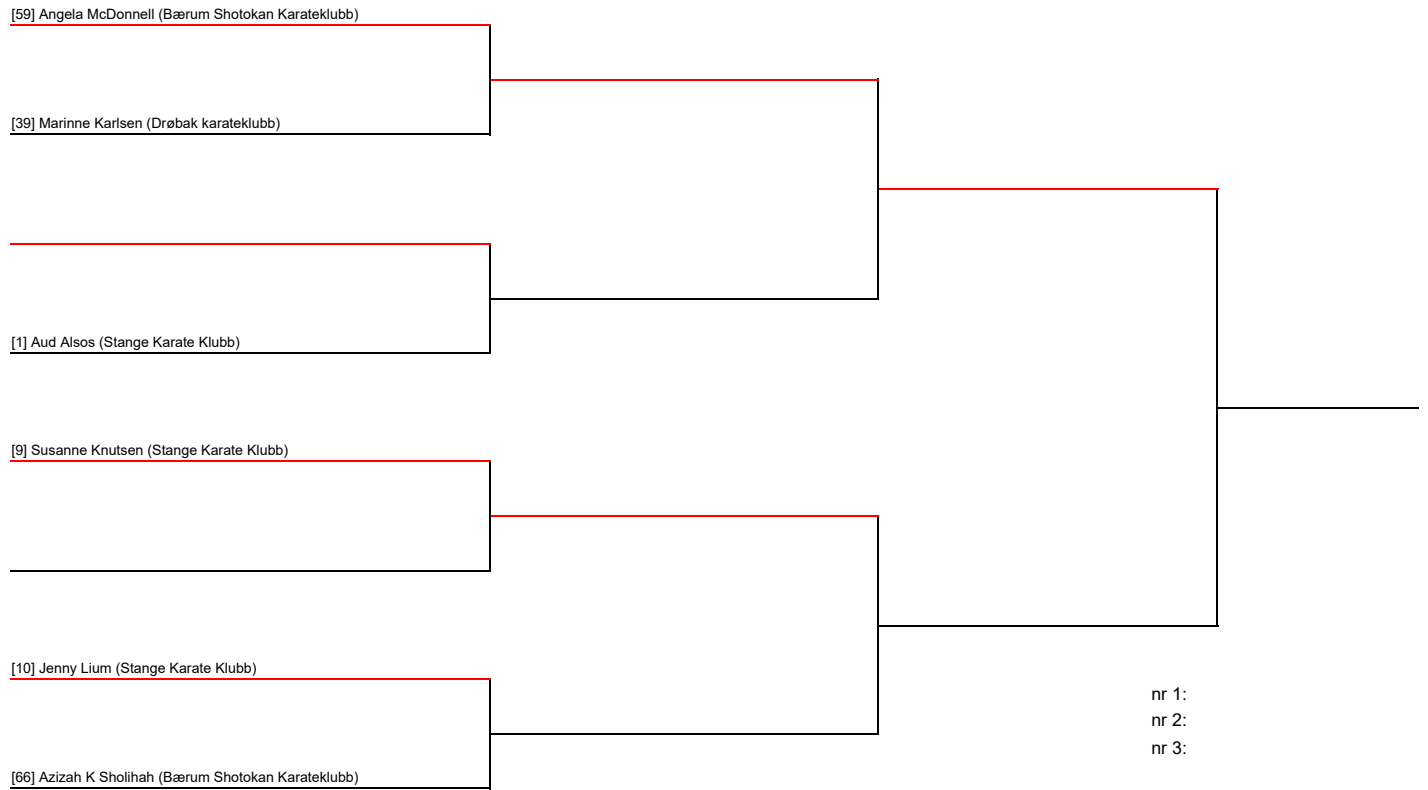 [59] Angela McDonnell (Bærum Shotokan Karateklubb)
[39] Marinne Karlsen (Drøbak karateklubb)
[1] Aud Alsos (Stange Karate Klubb)
[9] Susanne Knutsen (Stange Karate Klubb)
[10] Jenny Lium (Stange Karate Klubb)
[66] Azizah K Sholihah (Bærum Shotokan Karateklubb)
nr 1:
nr 2:
nr 3: